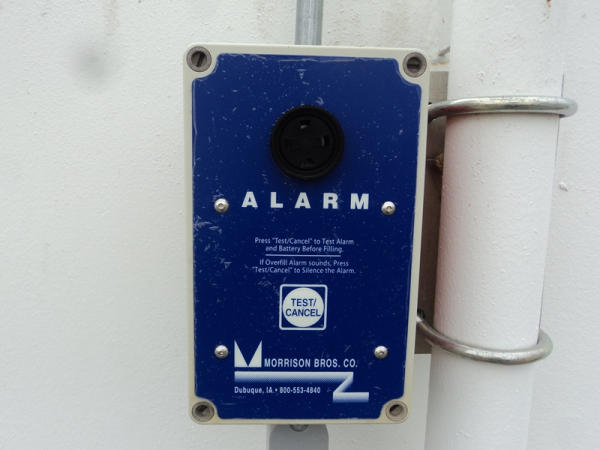 ALARM
Press "Test/Cancel" to Test Alarm
and Battery Before Filling.
If Overfill Alarm sounds, Press
"Test/Cancel" to Silence the Alarm.
TEST/
CANCEL
MORRISON BROS. CO.
Dubuque, IA. • 800-553-4840